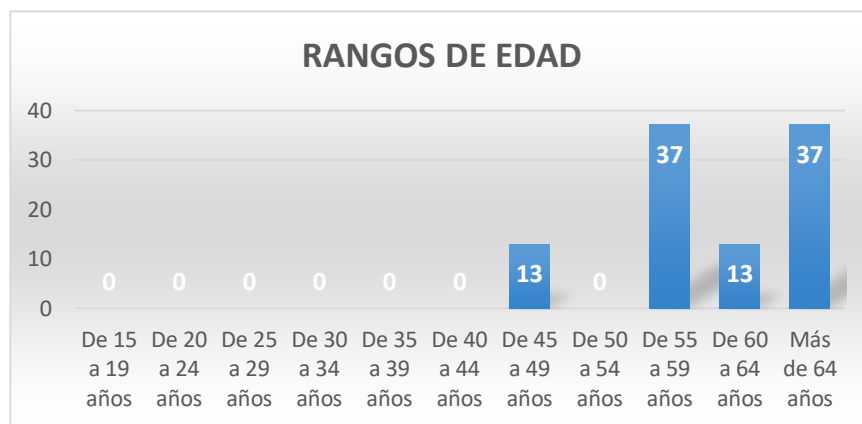 RANGOS DE EDAD
40
30
20
10
0
0 0 0 0 0 0 13 0 37 13 37
De 15 a 19 años
De 20 a 24 años
De 25 a 29 años
De 30 a 34 años
De 35 a 39 años
De 40 a 44 años
De 45 a 49 años
De 50 a 54 años
De 55 a 59 años
De 60 a 64 años
Más de 64 años